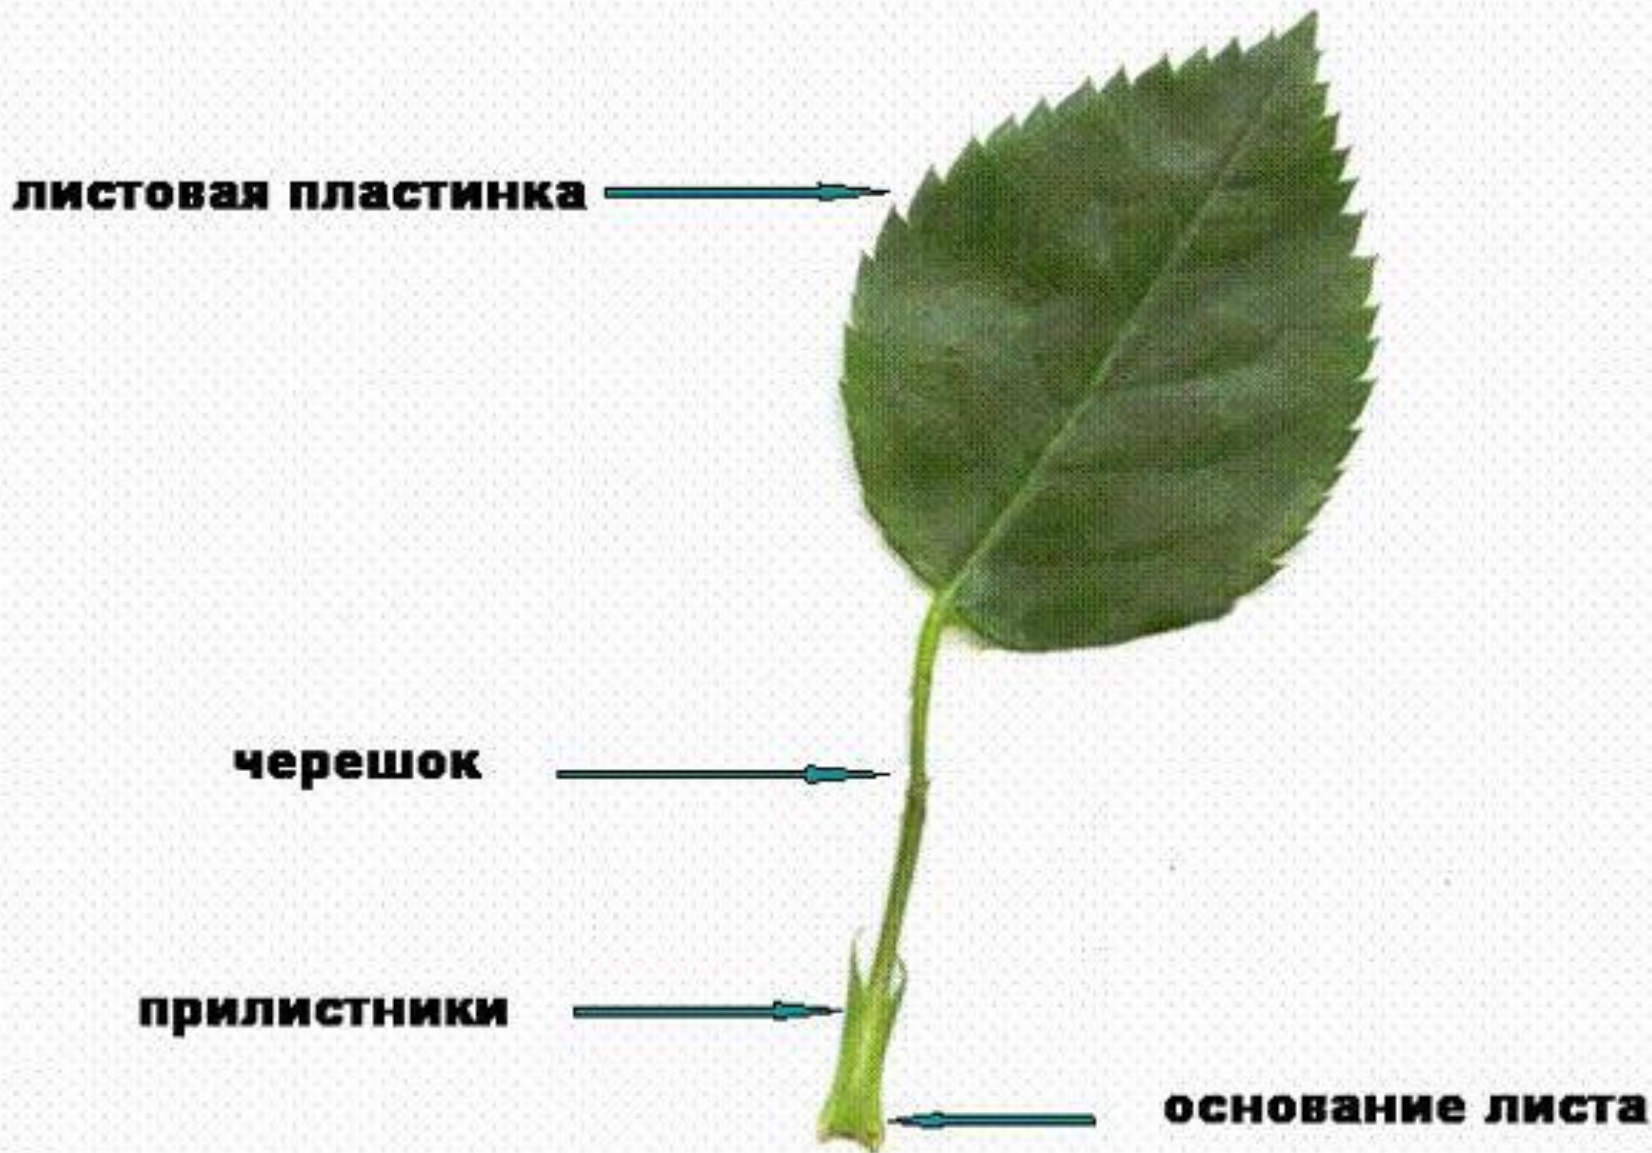 листовая пластинка
черешок
прилистники
основание листа